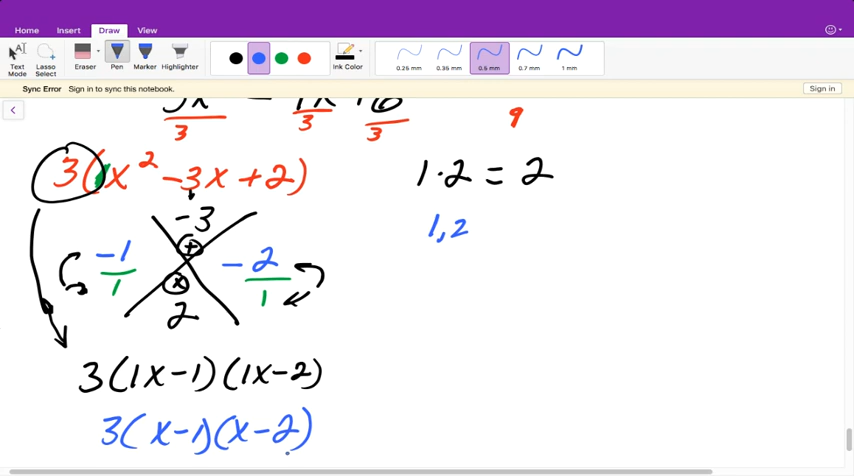 Home Insert Draw View
Text Mode Lasso Select Eraser Pen Marker Highlighter Ink Color 0.25 mm 0.35 mm 0.5 mm 0.7 mm 1 mm
Sync Error Sign in to sync this notebook. Sign in
3 3 3 9
3(1x² -3x +2) 1·2 = 2
-3 1,2
+
-1/1 -2/1
x
2
3(1x-1)(1x-2)
3(x-1)(x-2)